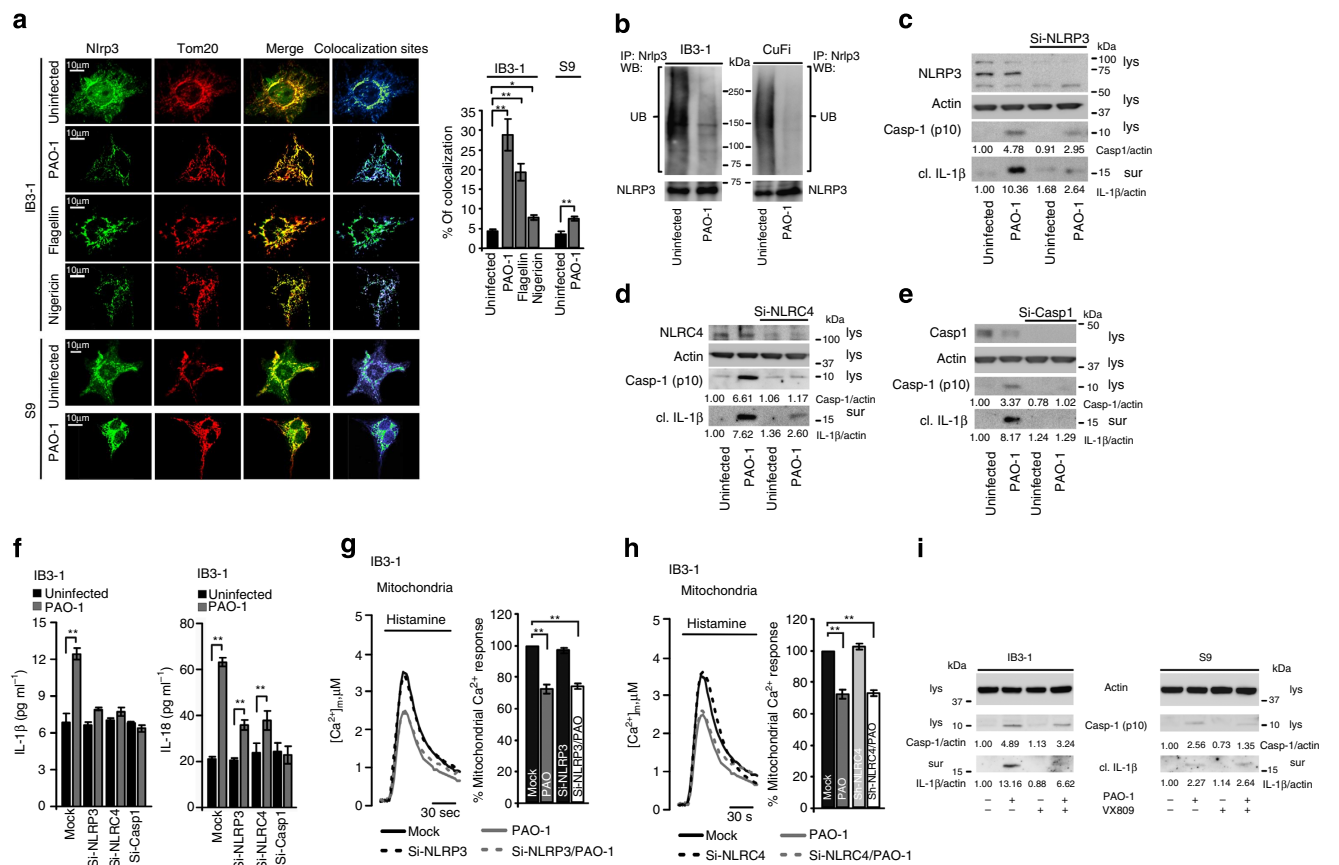 a
Nlrp3 Tom20 Merge Colocalization sites
IB3-1
S9
Uninfected
10μm
PAO-1
10μm
Flagellin
10μm
Nigericin
10μm
Uninfected
10μm
PAO-1
10μm
IB3-1 S9
* ** ** **
% Of colocalization
35
30
25
20
15
10
5
0
Uninfected
PAO-1
Flagellin
Nigericin
Uninfected
PAO-1
b
IP: Nrlp3 IB3-1 kDa CuFi IP: Nrlp3
WB: WB:
UB UB
250
150
100
75
75
NLRP3 NLRP3
Uninfected PAO-1 Uninfected PAO-1
c
Si-NLRP3 kDa
NLRP3 100 lys
75
50
Actin lys
37
Casp-1 (p10) 10 lys
1.00 4.78 0.91 2.95 Casp1/actin
cl. IL-1β 15 sur
1.00 10.36 1.68 2.64 IL-1β/actin
Uninfected PAO-1 Uninfected PAO-1
d
Si-NLRC4 kDa
NLRC4 100 lys
Actin lys
37
Casp-1 (p10) 10 lys
1.00 6.61 1.06 1.17 Casp-1/actin
cl. IL-1β 15 sur
1.00 7.62 1.36 2.60 IL-1β/actin
Uninfected PAO-1 Uninfected PAO-1
e
Si-Casp1 kDa
Casp1 50 lys
Actin 37 lys
Casp-1 (p10) 10 lys
1.00 3.37 0.78 1.02 Casp-1/actin
cl. IL-1β 15 sur
1.00 8.17 1.24 1.29 IL-1β/actin
Uninfected PAO-1 Uninfected PAO-1
f
IB3-1
Uninfected
PAO-1
**
IL-1β (pg ml⁻¹)
15
12
9
6
3
0
Mock
Si-NLRP3
Si-NLRC4
Si-Casp1
IB3-1
Uninfected
PAO-1
** ** **
IL-18 (pg ml⁻¹)
80
60
40
20
0
Mock
Si-NLRP3
Si-NLRC4
Si-Casp1
g
IB3-1
Mitochondria
Histamine
[Ca²⁺]m,μM
5
4
3
2
1
0
30 sec
% Mitochondrial Ca²⁺ response
120
100
80
60
40
20
0
** **
Mock
PAO
Si-NLRP3
Si-NLRP3/PAO
Mock PAO-1
Si-NLRP3 Si-NLRP3/PAO-1
h
IB3-1
Mitochondria
Histamine
[Ca²⁺]m,μM
5
4
3
2
1
0
30 s
% Mitochondrial Ca²⁺ response
120
100
80
60
40
20
0
** **
Mock
PAO
Sh-NLRC4
Sh-NLRC4/PAO
Mock PAO-1
Si-NLRC4 Si-NLRC4/PAO-1
i
kDa IB3-1 S9 kDa
lys 37 Actin 37 lys
lys 10 Casp-1 (p10) 10 lys
Casp-1/actin 1.00 4.89 1.13 3.24 1.00 2.56 0.73 1.35 Casp-1/actin
sur 15 cl. IL-1β 15 sur
IL-1β/actin 1.00 13.16 0.88 6.62 1.00 2.27 1.14 2.64 IL-1β/actin
– + – + PAO-1 – + – +
– – + + VX809 – – + +